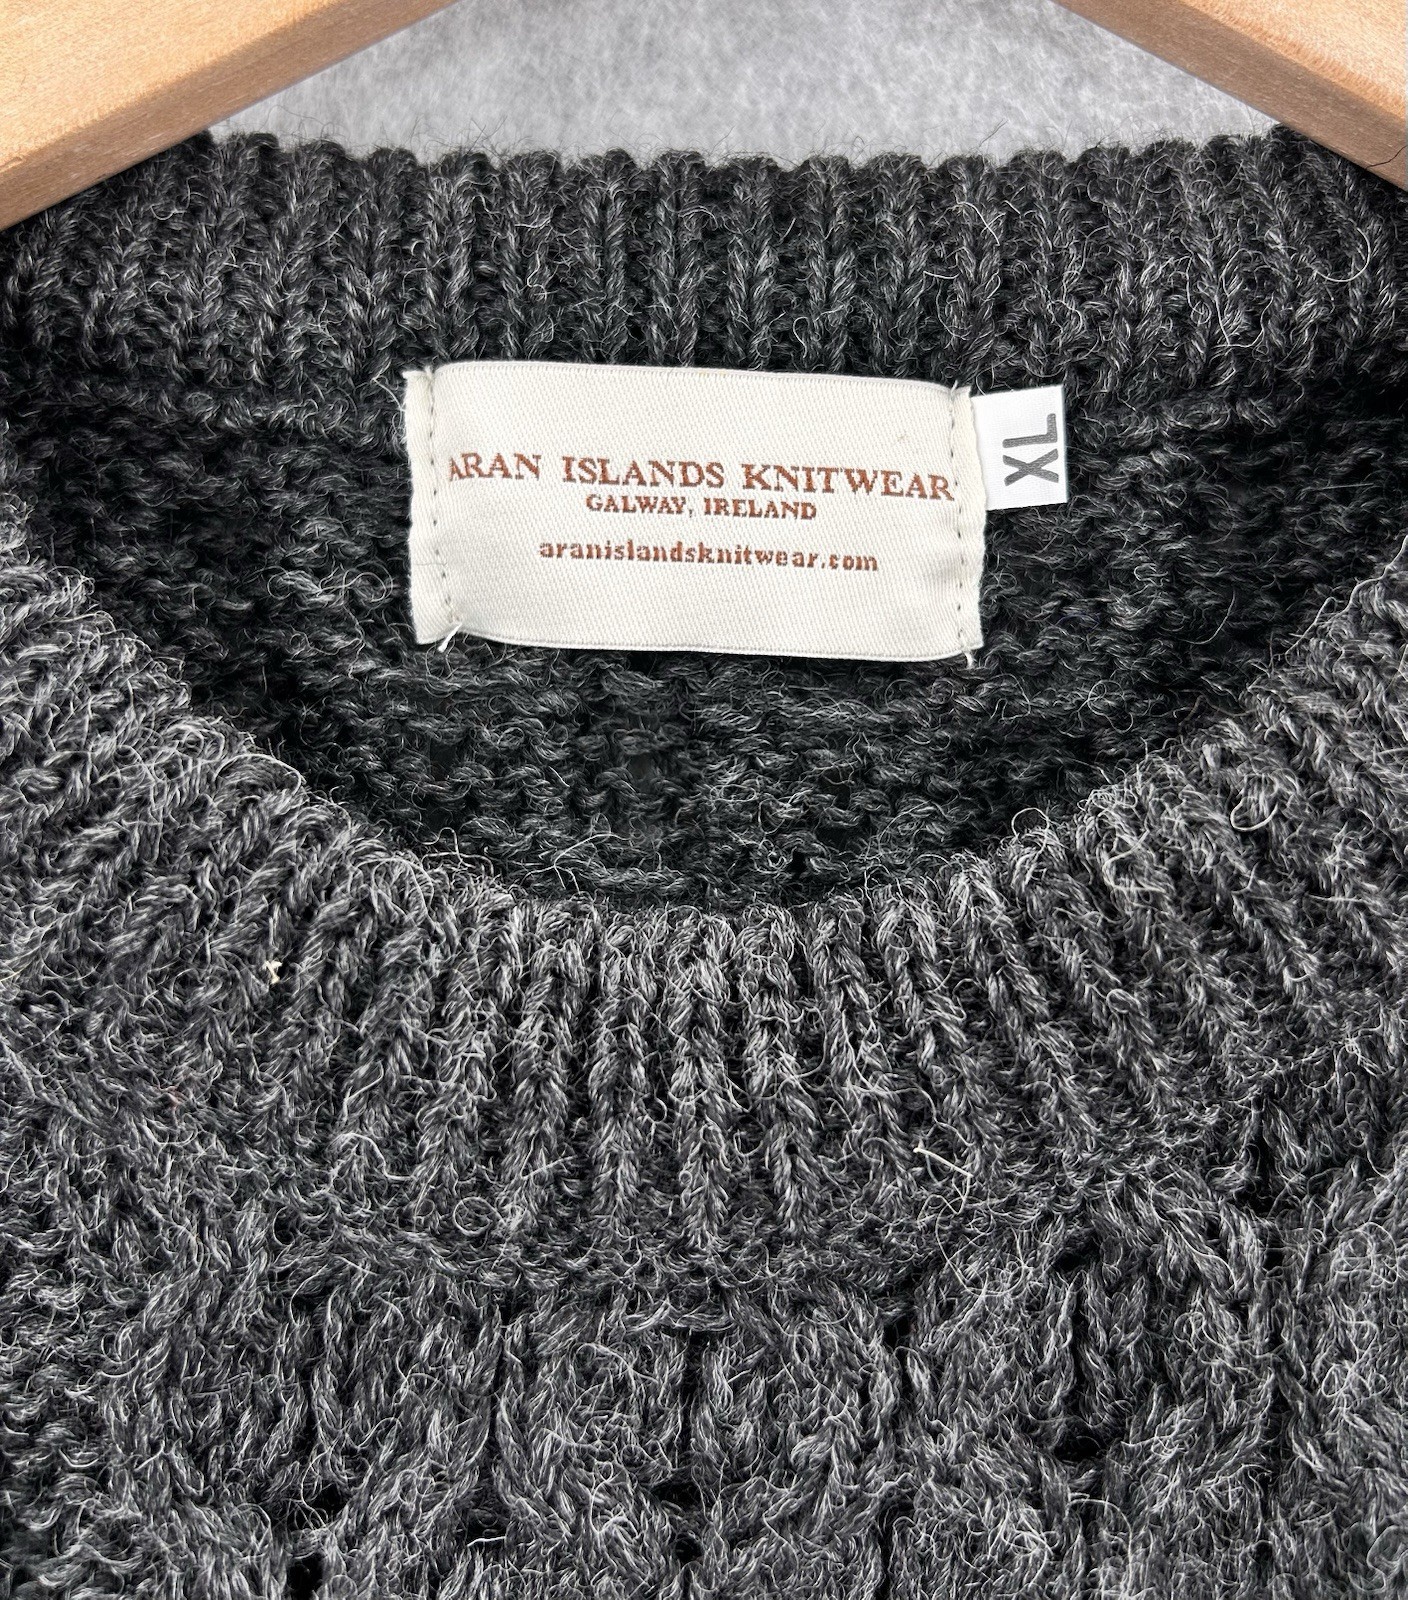 ARAN ISLANDS KNITWEAR
GALWAY, IRELAND
aranislandsknitwear.com
XL